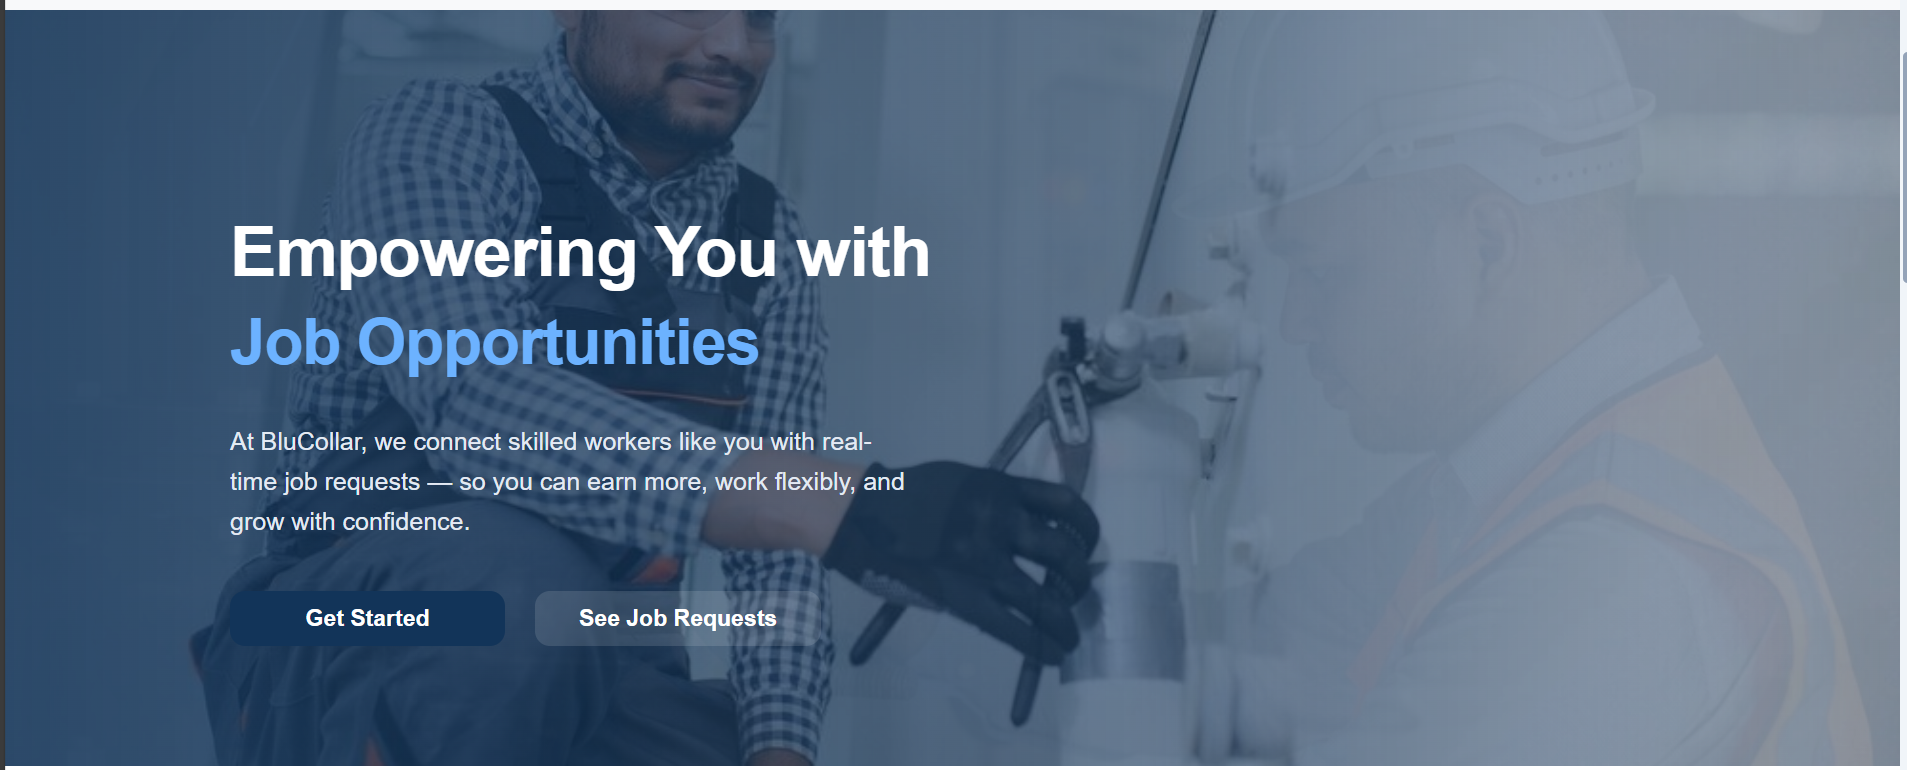 Empowering You with
Job Opportunities
At BluCollar, we connect skilled workers like you with real-
time job requests — so you can earn more, work flexibly, and
grow with confidence.
Get Started
See Job Requests